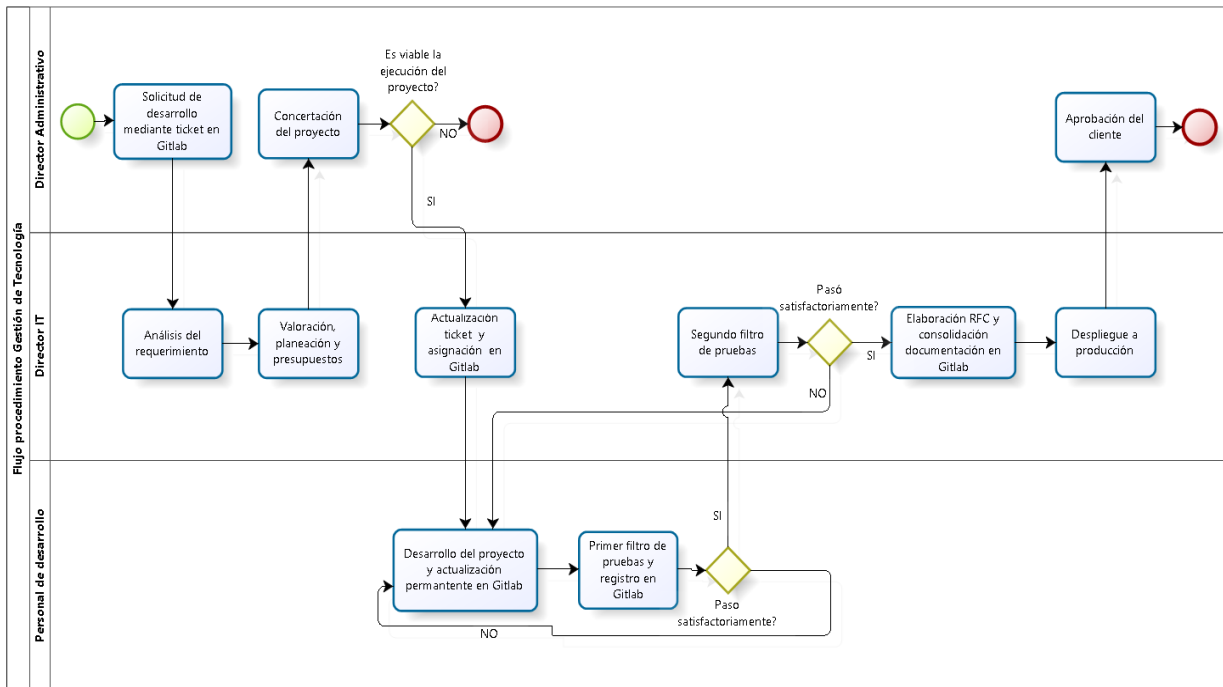 Flujo procedimiento Gestión de Tecnología
Director Administrativo
Solicitud de
desarrollo
mediante ticket en
Gitlab
Concertación
del proyecto
Es viable la
ejecución del
proyecto?
NO
SI
Aprobación del
cliente
Director IT
Análisis del
requerimiento
Valoración,
planeación y
presupuestos
Actualización
ticket y
asignación en
Gitlab
Segundo filtro
de pruebas
Pasó
satisfactoriamente?
SI
NO
Elaboración RFC y
consolidación
documentación en
Gitlab
Despliegue a
producción
Personal de desarrollo
Desarrollo del proyecto
y actualización
permantente en Gitlab
Primer filtro de
pruebas y
registro en
Gitlab
SI
Paso
satisfactoriamente?
NO